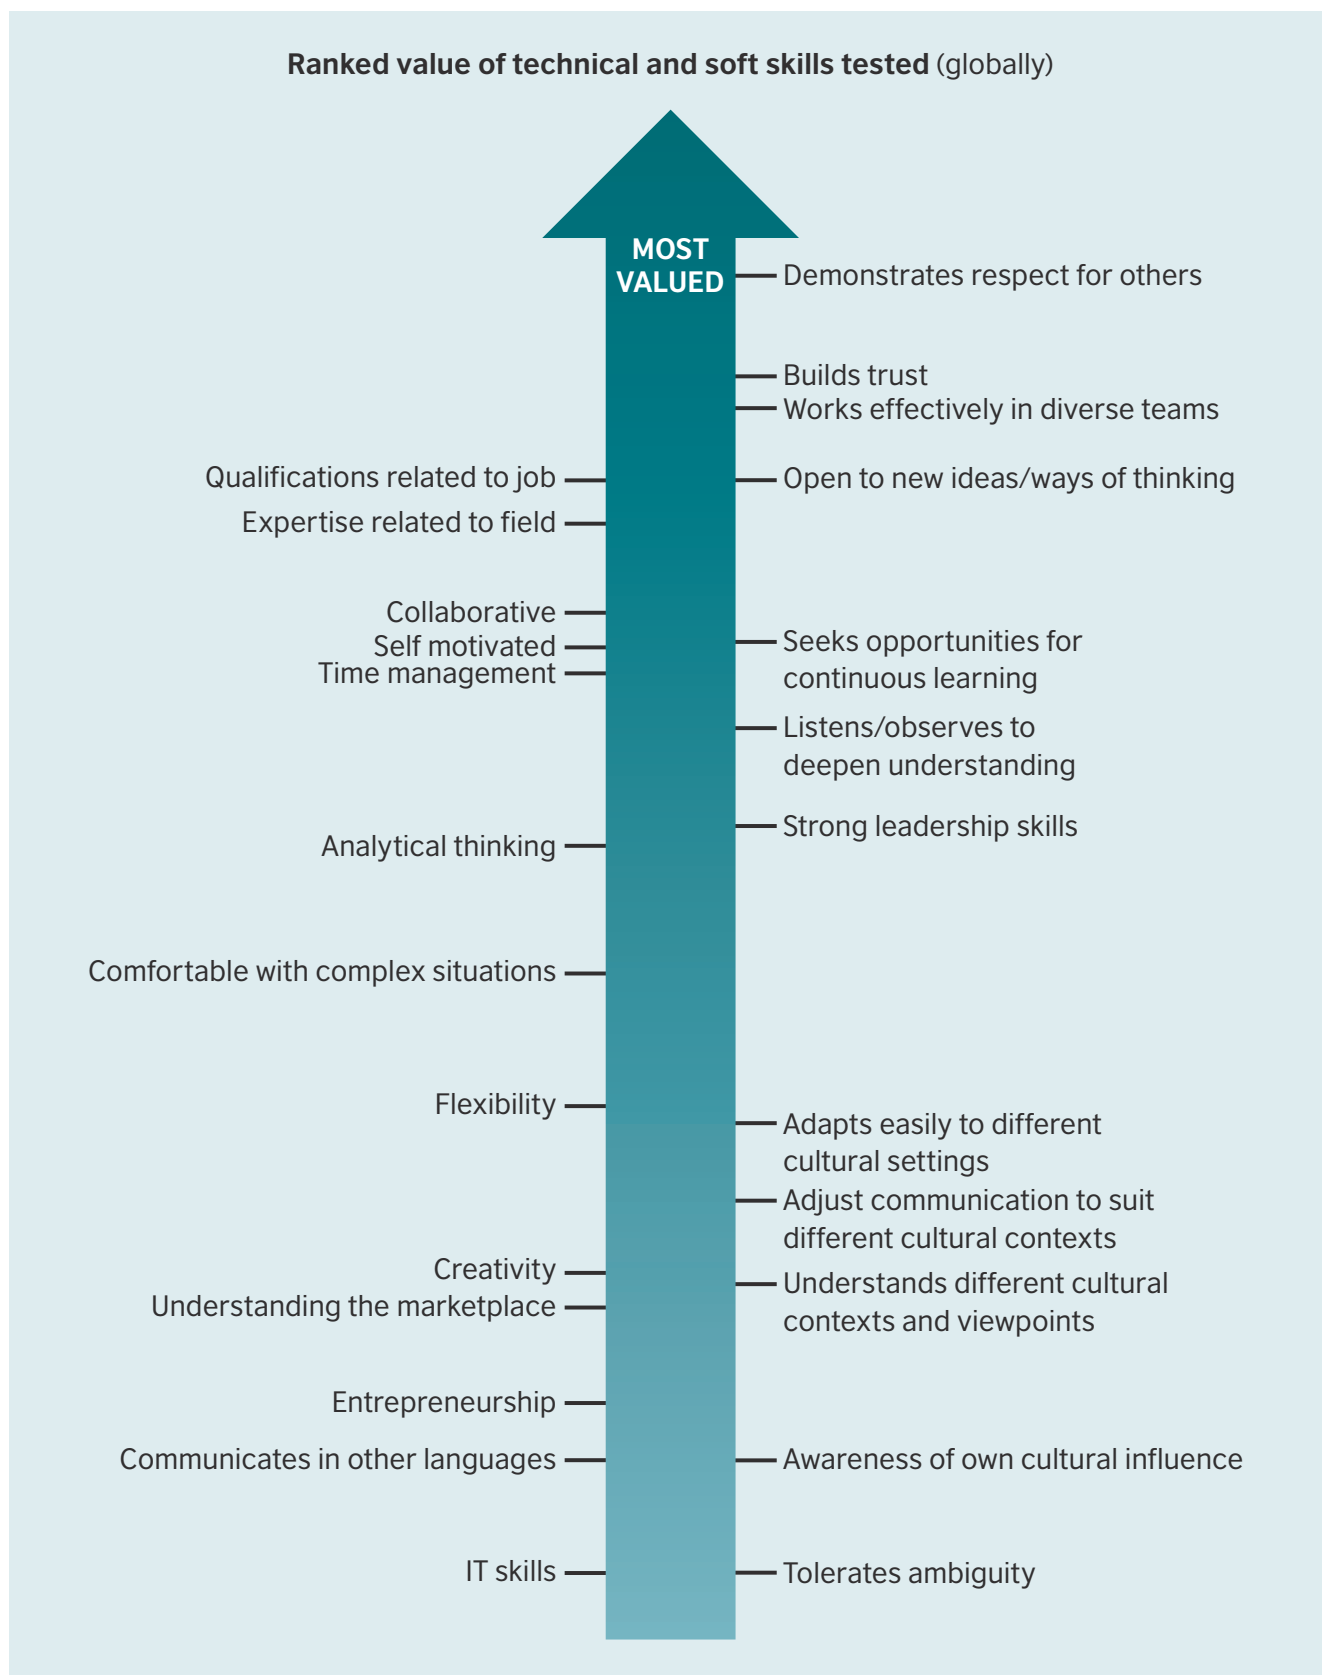 Ranked value of technical and soft skills tested (globally)
MOST
VALUED
Demonstrates respect for others
Builds trust
Works effectively in diverse teams
Qualifications related to job
Open to new ideas/ways of thinking
Expertise related to field
Collaborative
Self motivated
Seeks opportunities for
continuous learning
Time management
Listens/observes to
deepen understanding
Strong leadership skills
Analytical thinking
Comfortable with complex situations
Flexibility
Adapts easily to different
cultural settings
Adjust communication to suit
different cultural contexts
Creativity
Understands different cultural
contexts and viewpoints
Understanding the marketplace
Entrepreneurship
Communicates in other languages
Awareness of own cultural influence
IT skills
Tolerates ambiguity